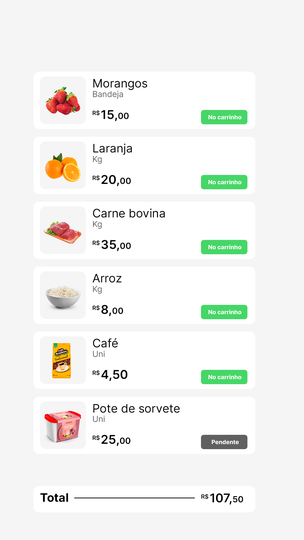 Morangos
Bandeja
R$15,00
No carrinho
Laranja
Kg
R$20,00
No carrinho
Carne bovina
Kg
R$35,00
No carrinho
Arroz
Kg
R$8,00
No carrinho
Café
Uni
R$4,50
No carrinho
Pote de sorvete
Uni
R$25,00
Pendente
Total R$107,50